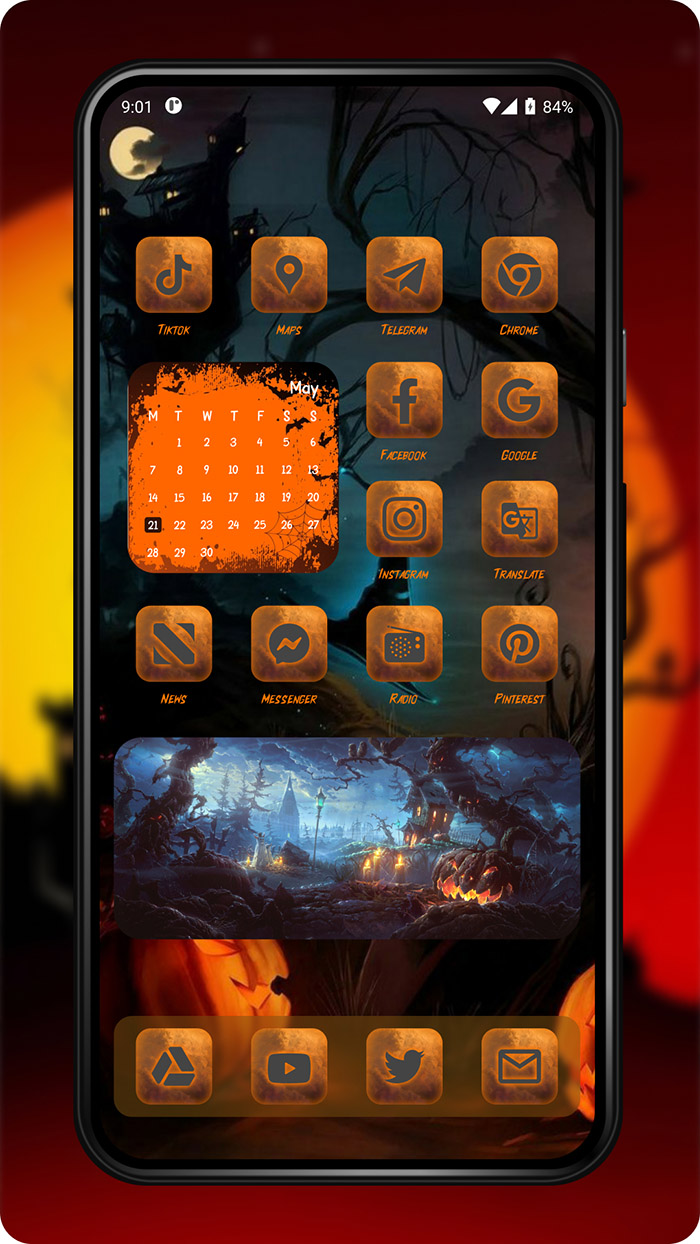 9:01 84%
Tiktok Maps Telegram Chrome
May
M T W T F S S
1 2 3 4 5 6
7 8 9 10 11 12 13
14 15 16 17 18 19 20
21 22 23 24 25 26 27
28 29 30
Facebook Google
Instagram Translate
News Messenger Radio Pinterest